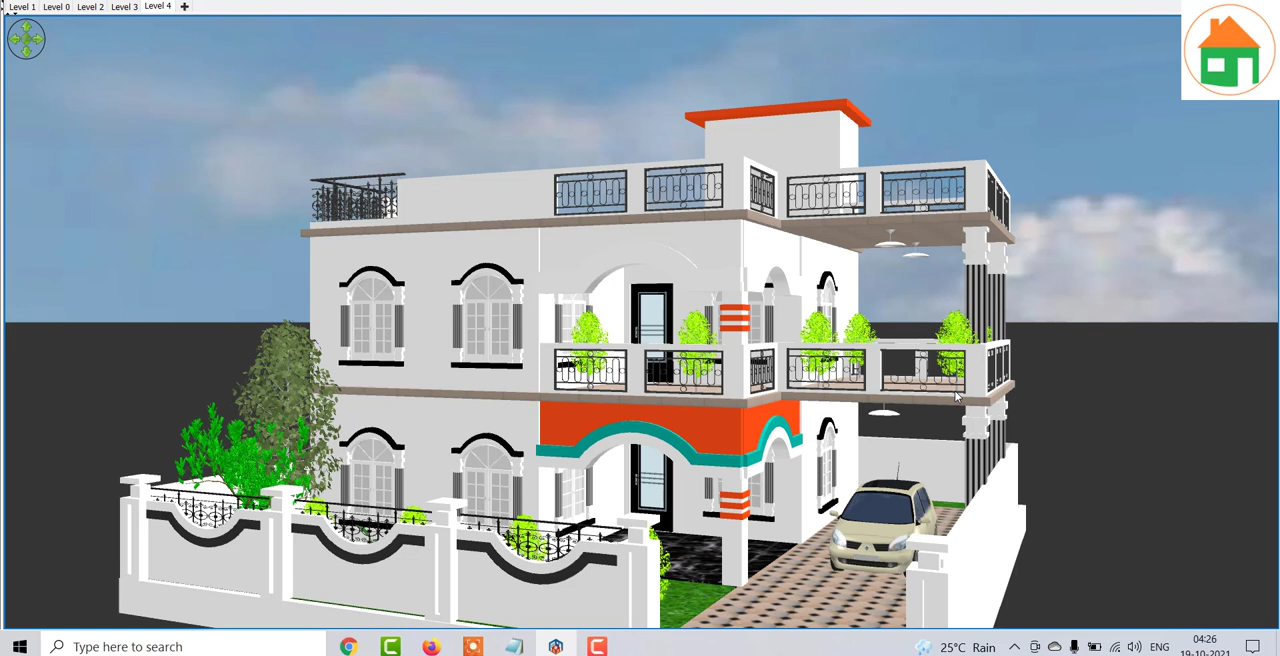 Level 1 Level 0 Level 2 Level 3 Level 4
Type here to search
25°C Rain
ENG
04:26
19-10-2021